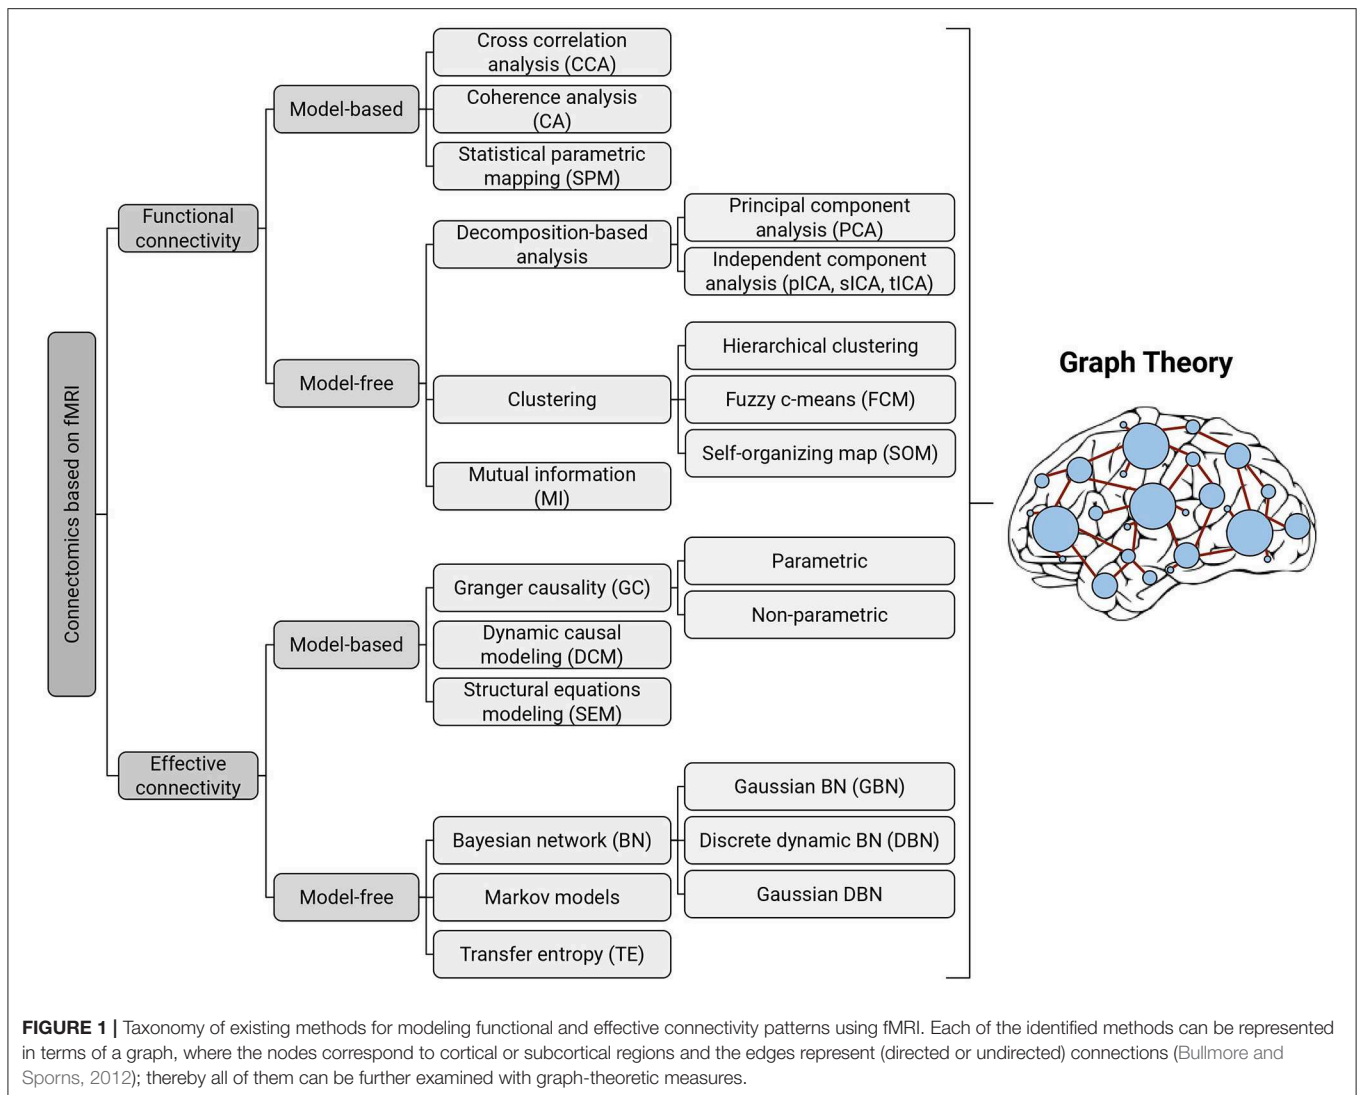 Cross correlation
analysis (CCA)
Model-based
Coherence analysis
(CA)
Statistical parametric
mapping (SPM)
Functional
connectivity
Decomposition-based
analysis
Principal component
analysis (PCA)
Independent component
analysis (pICA, sICA, tICA)
Model-free
Clustering
Hierarchical clustering
Fuzzy c-means (FCM)
Self-organizing map (SOM)
Mutual information
(MI)
Connectomics based on fMRI
Graph Theory
Granger causality (GC)
Parametric
Non-parametric
Model-based
Dynamic causal
modeling (DCM)
Structural equations
modeling (SEM)
Effective
connectivity
Bayesian network (BN)
Gaussian BN (GBN)
Discrete dynamic BN (DBN)
Gaussian DBN
Model-free
Markov models
Transfer entropy (TE)
FIGURE 1 | Taxonomy of existing methods for modeling functional and effective connectivity patterns using fMRI. Each of the identified methods can be represented
in terms of a graph, where the nodes correspond to cortical or subcortical regions and the edges represent (directed or undirected) connections (Bullmore and
Sporns, 2012); thereby all of them can be further examined with graph-theoretic measures.